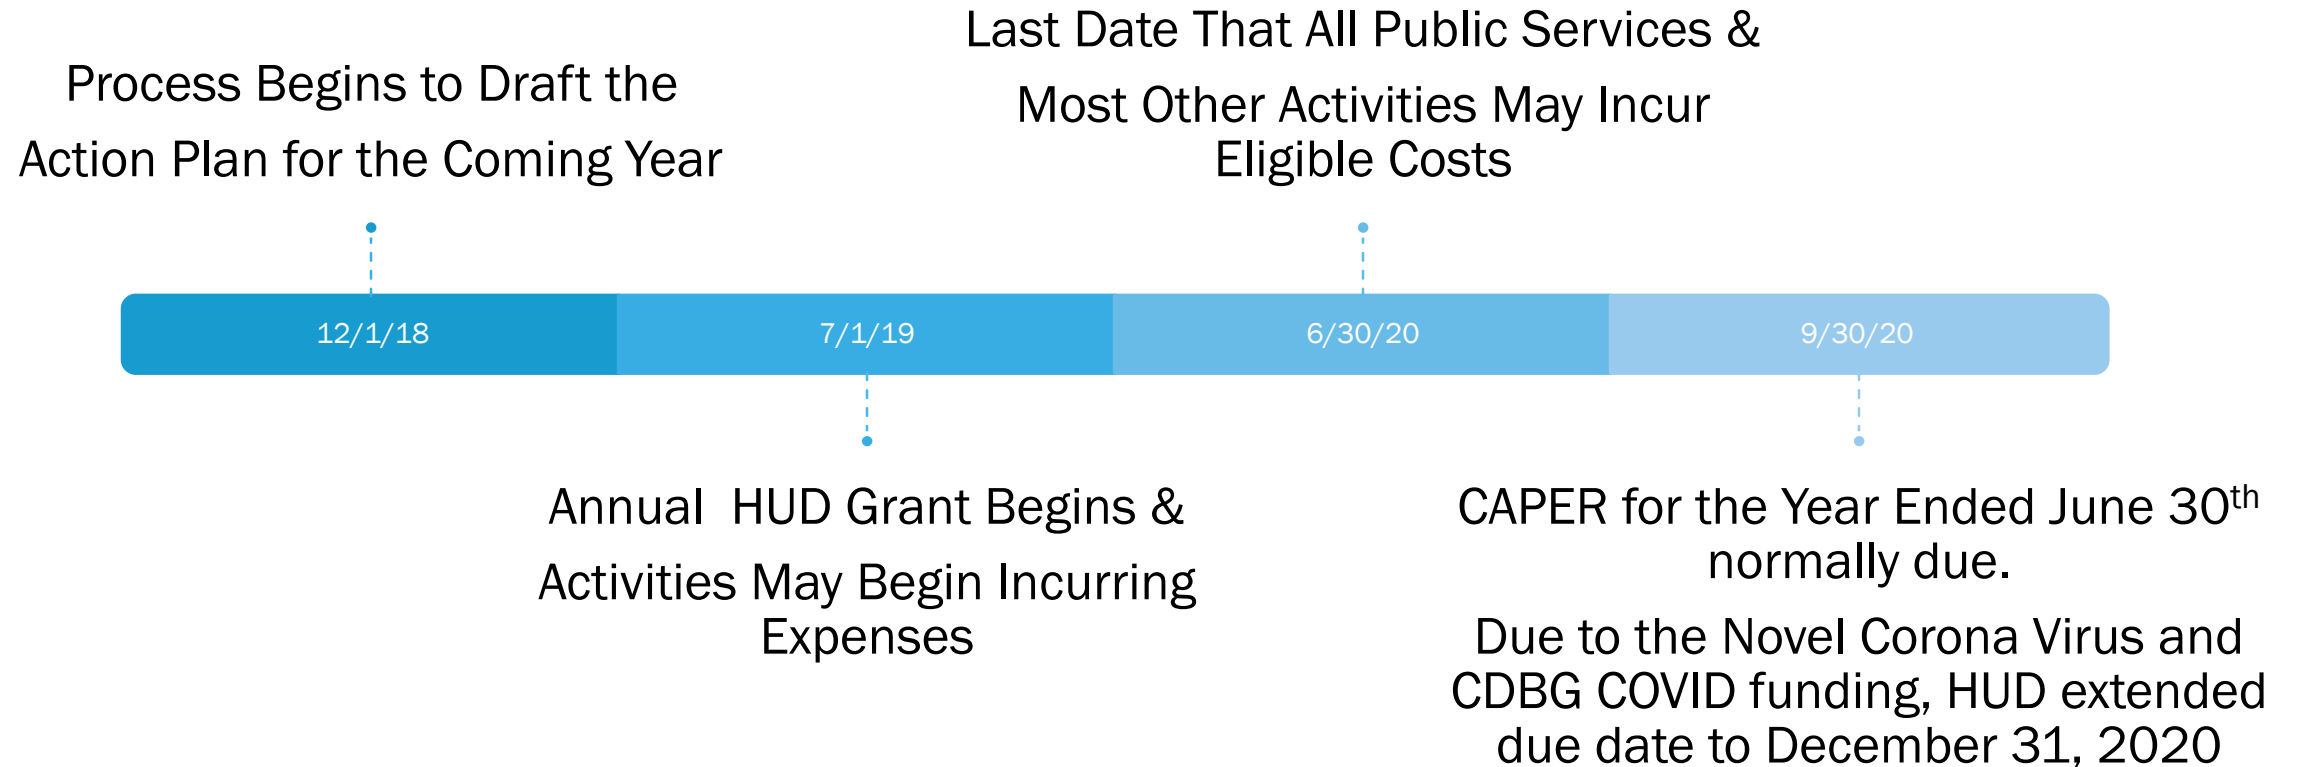 Process Begins to Draft the
Action Plan for the Coming Year
Last Date That All Public Services &
Most Other Activities May Incur
Eligible Costs
12/1/18
7/1/19
6/30/20
9/30/20
Annual HUD Grant Begins &
Activities May Begin Incurring
Expenses
CAPER for the Year Ended June 30th
normally due.
Due to the Novel Corona Virus and
CDBG COVID funding, HUD extended
due date to December 31, 2020